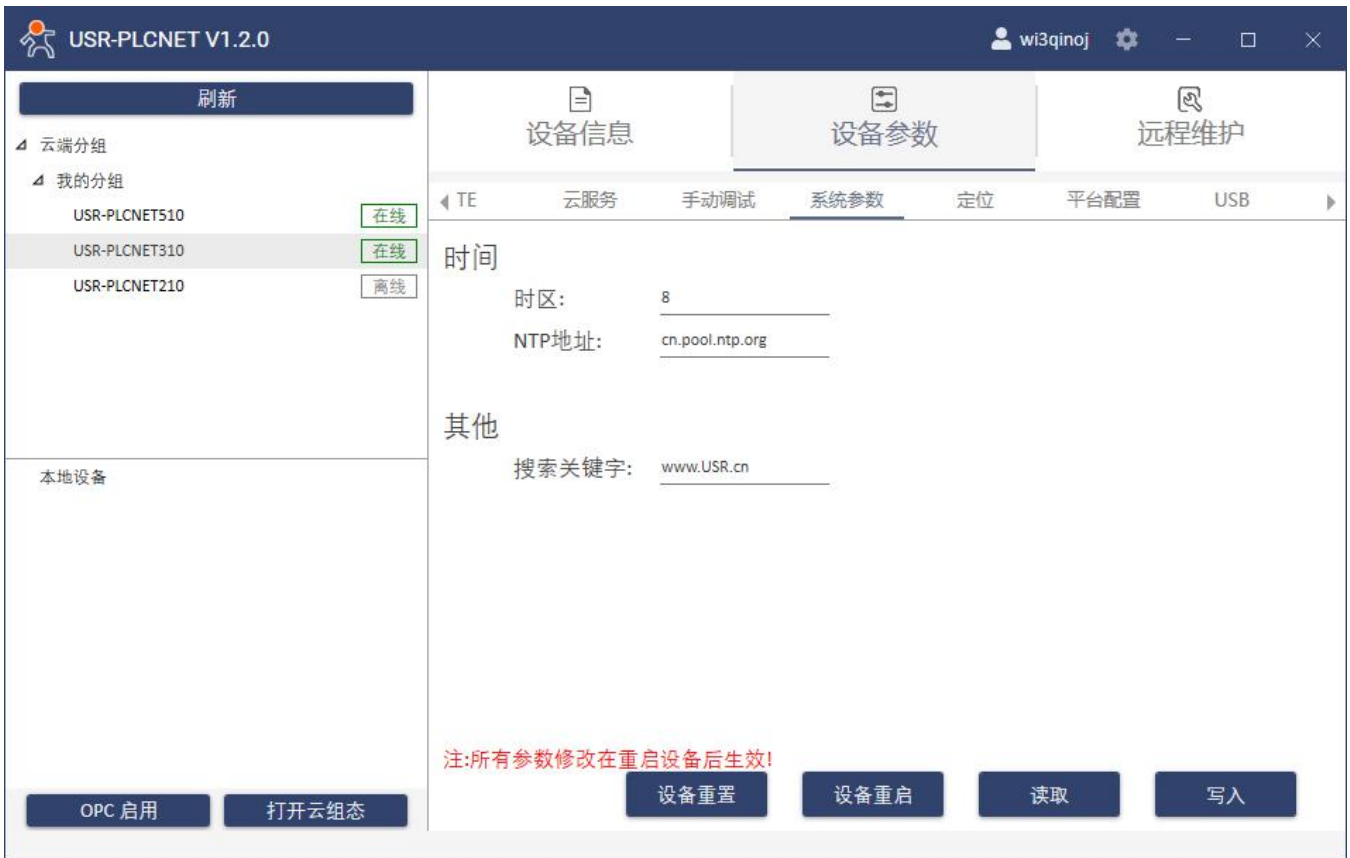 USR-PLCNET V1.2.0
wi3qinoj
刷新
云端分组
我的分组
USR-PLCNET510 在线
USR-PLCNET310 在线
USR-PLCNET210 离线
本地设备
OPC 启用 打开云组态
设备信息 设备参数 远程维护
TE 云服务 手动调试 系统参数 定位 平台配置 USB
时间
时区: 8
NTP地址: cn.pool.ntp.org
其他
搜索关键字: www.USR.cn
注:所有参数修改在重启设备后生效!
设备重置 设备重启 读取 写入